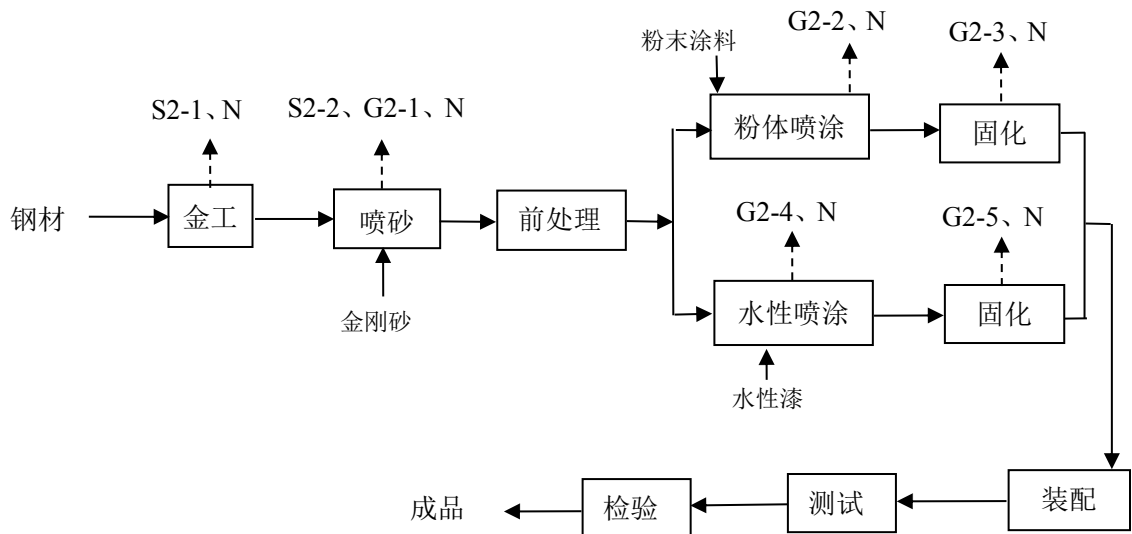 G2-2、N
G2-3、N
粉末涂料
S2-1、N
S2-2、G2-1、N
粉体喷涂
固化
钢材
金工
喷砂
前处理
G2-4、N
G2-5、N
金刚砂
水性喷涂
固化
水性漆
成品
检验
测试
装配